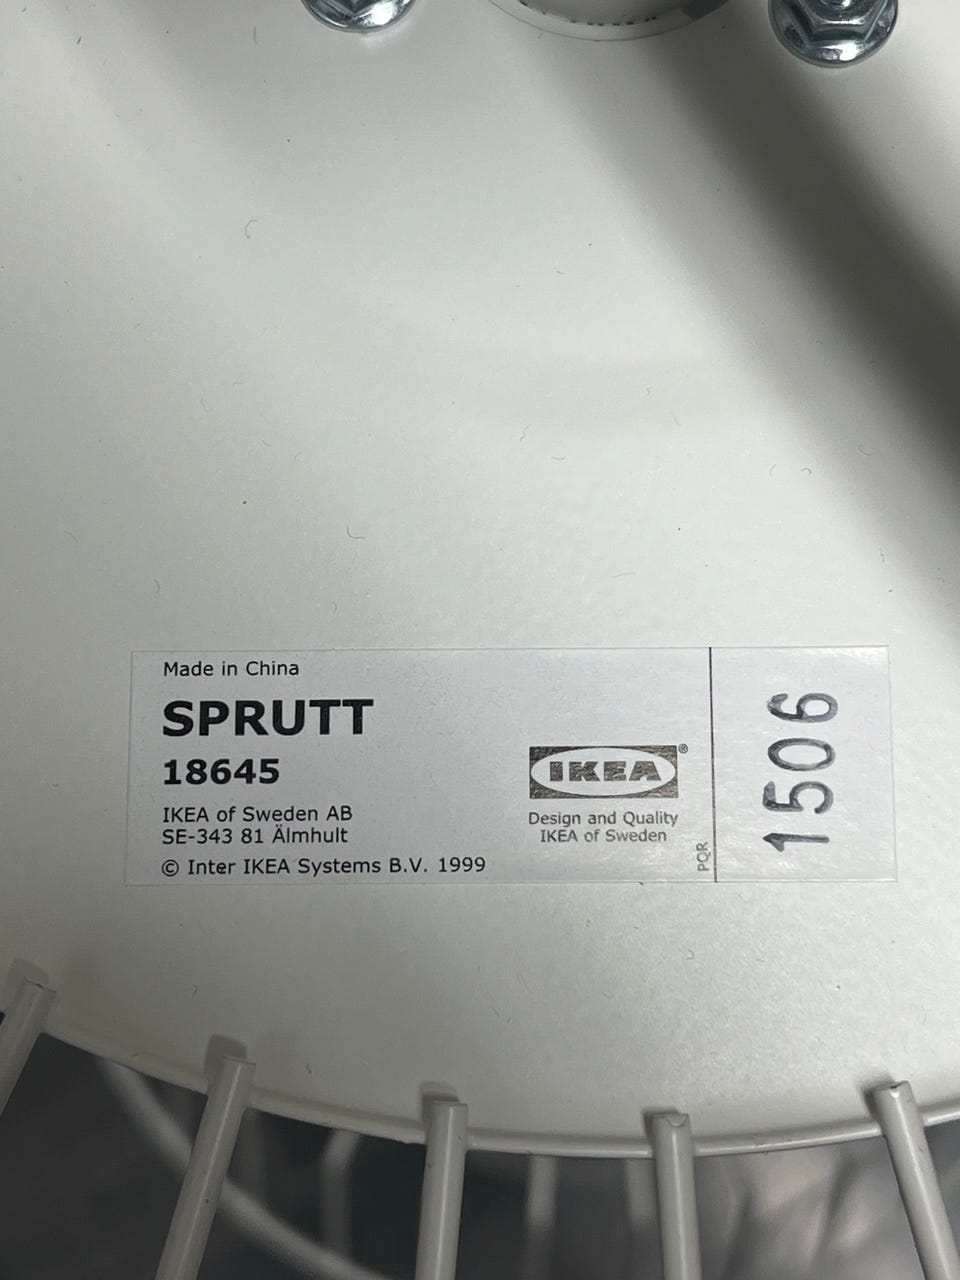 Made in China
SPRUTT
18645
IKEA of Sweden AB
SE-343 81 Älmhult
© Inter IKEA Systems B.V. 1999
IKEA®
Design and Quality
IKEA of Sweden
PQR
1506